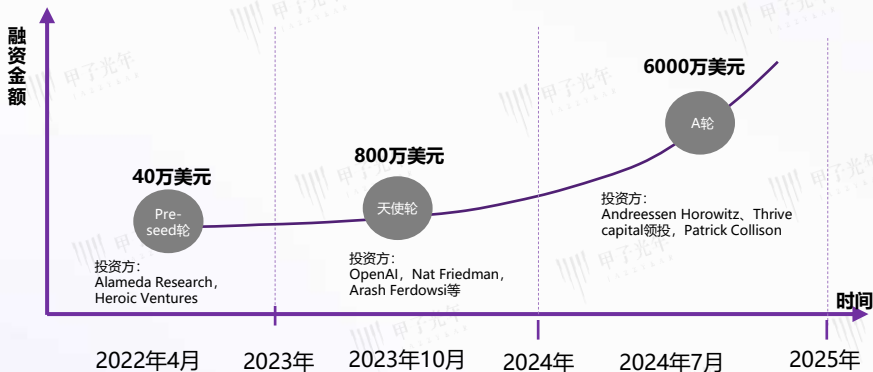 融资金额
6000万美元
A轮
800万美元
40万美元
天使轮
Pre-
seed轮
投资方：
Andreessen Horowitz、Thrive
capital领投，Patrick Collison
投资方：
OpenAI，Nat Friedman，
Arash Ferdowsi等
投资方：
Alameda Research，
Heroic Ventures
时间
2022年4月
2023年
2023年10月
2024年
2024年7月
2025年
甲子光年